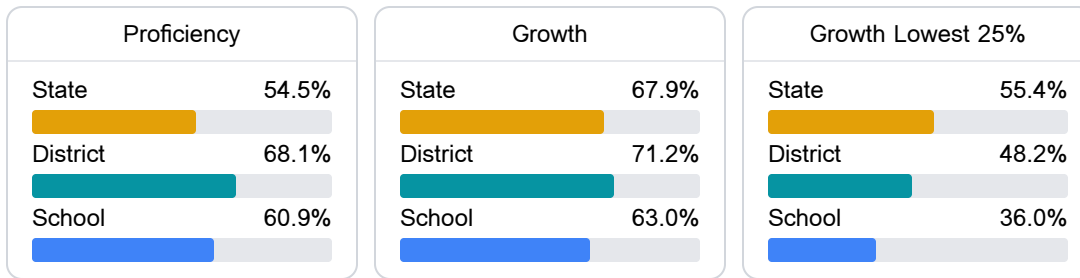 Proficiency
State 54.5%
District 68.1%
School 60.9%
Growth
State 67.9%
District 71.2%
School 63.0%
Growth Lowest 25%
State 55.4%
District 48.2%
School 36.0%